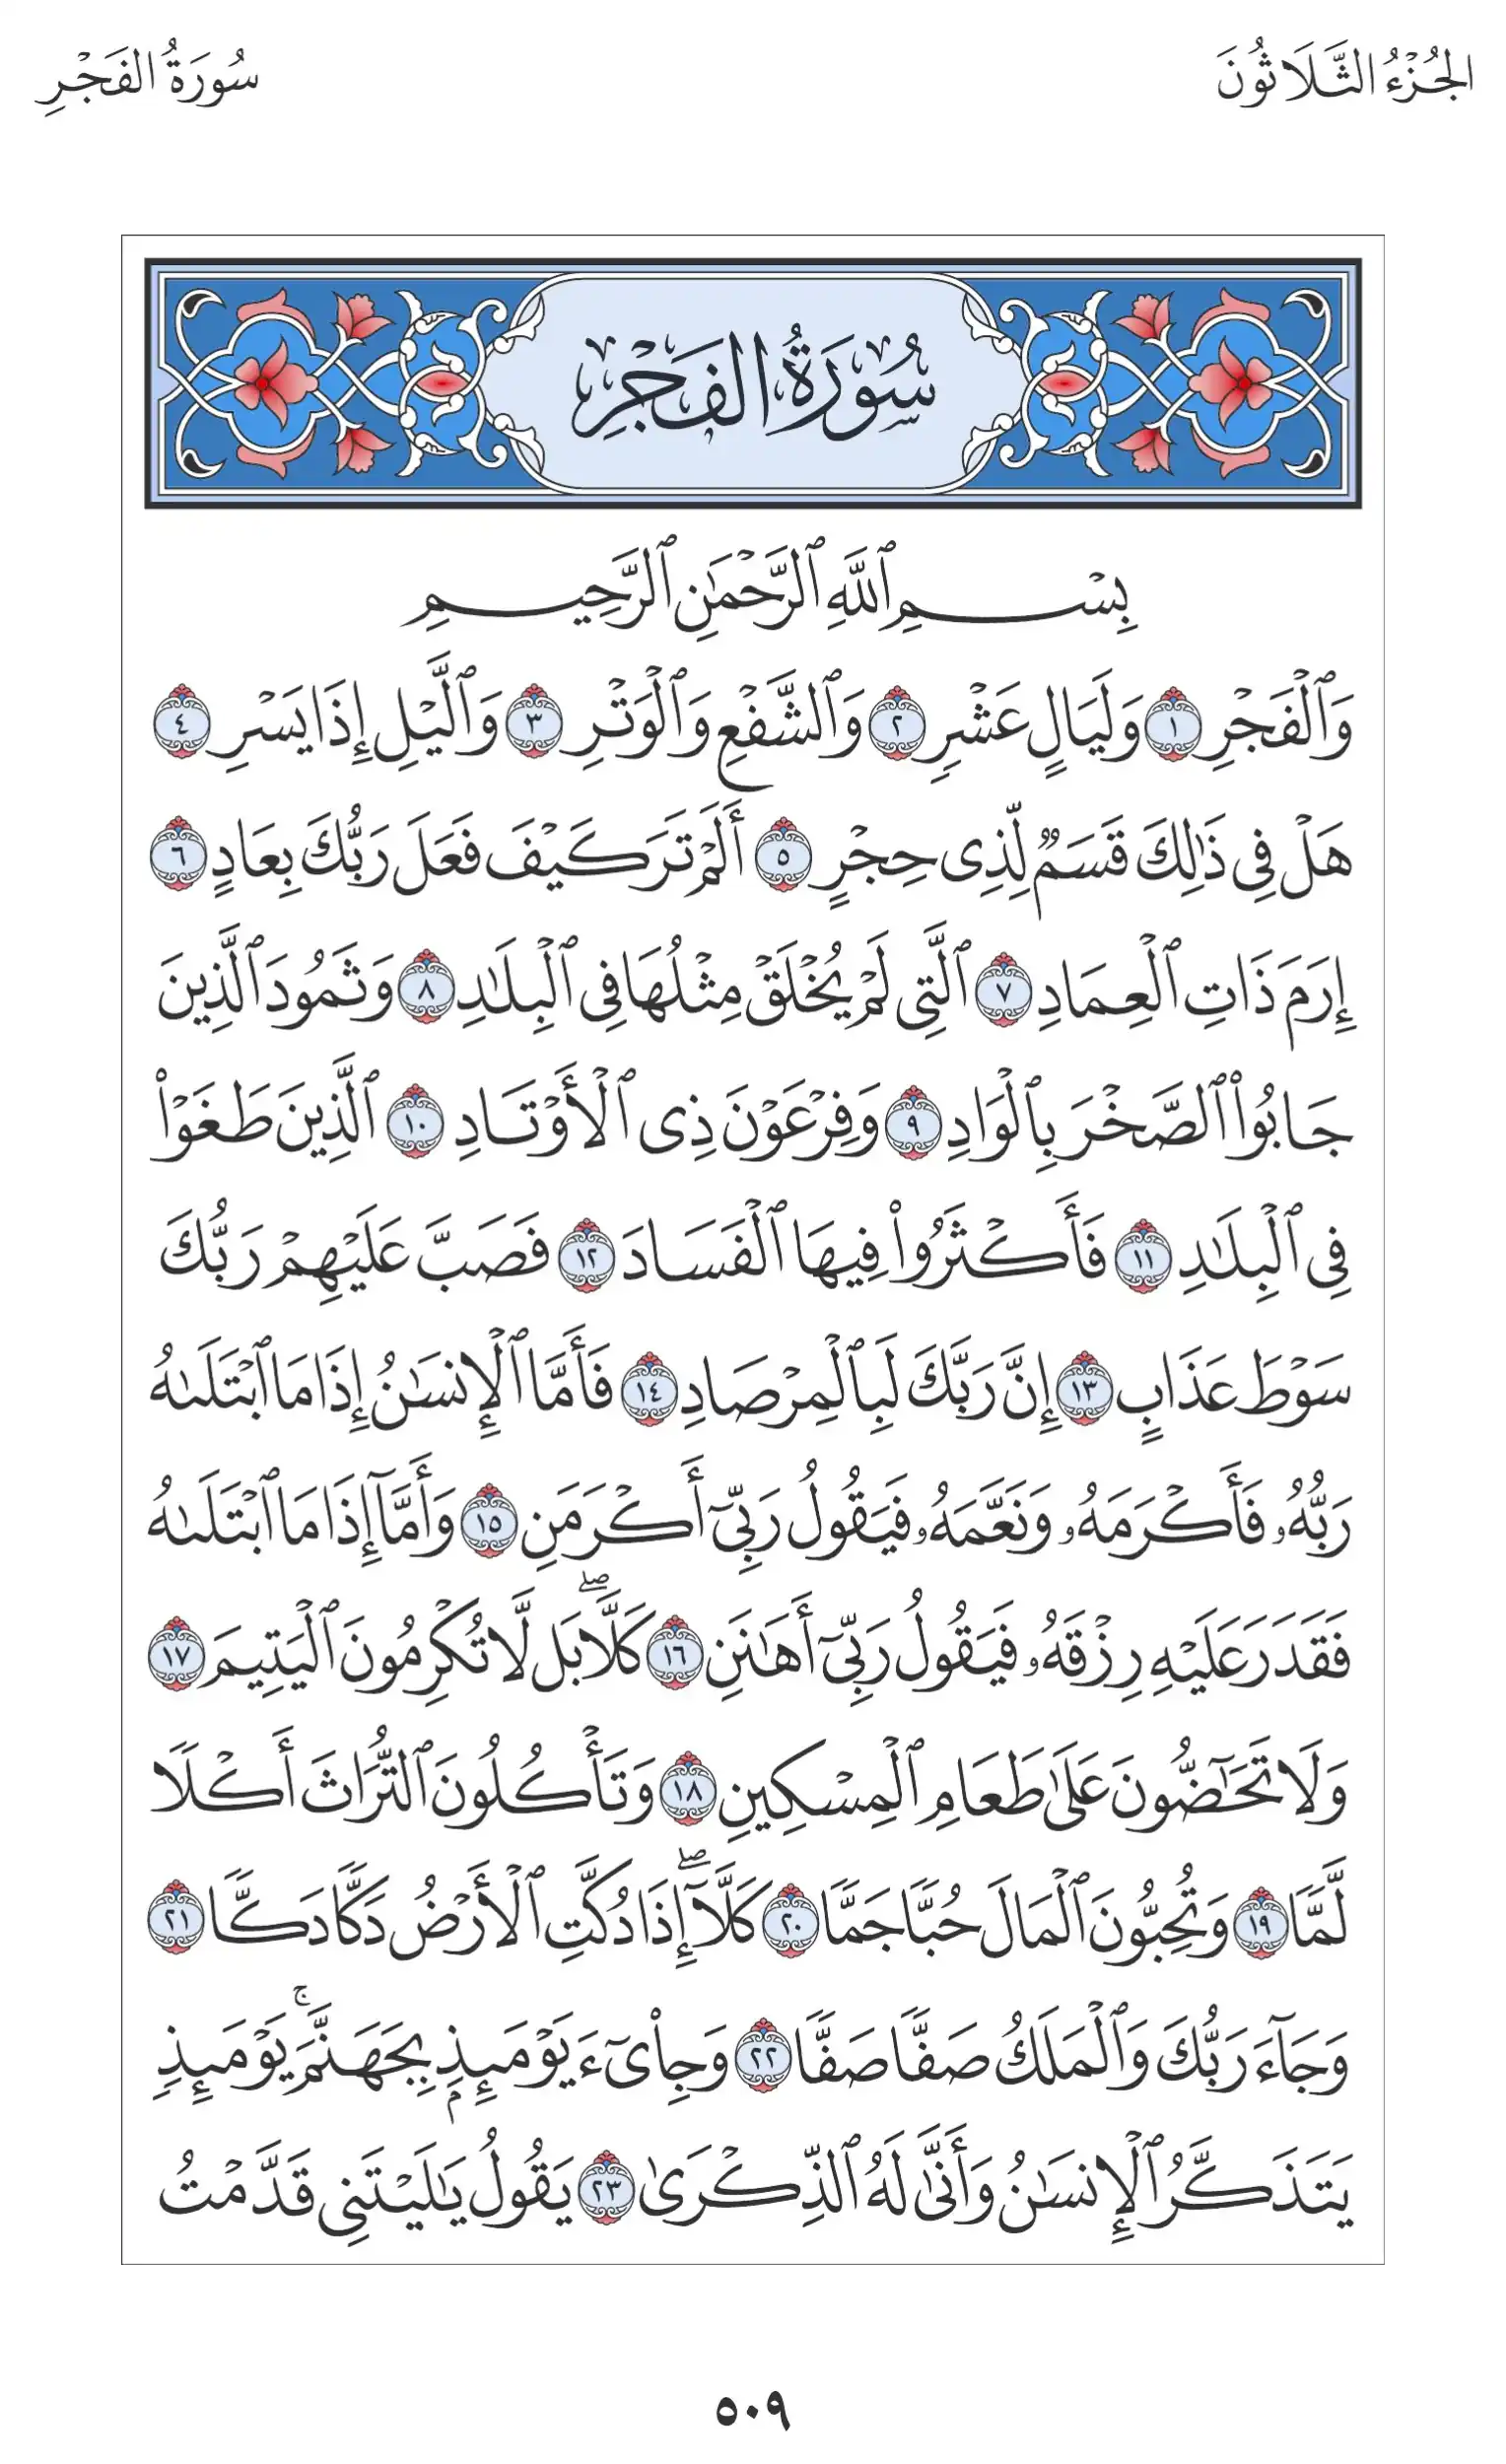 الجُزْءُ الثَّلَاثُونَ
سُورَةُ الفَجْرِ
سُورَةُ الفَجْرِ
بِسْمِ ٱللَّهِ ٱلرَّحْمَٰنِ ٱلرَّحِيمِ
وَٱلْفَجْرِ ١ وَلَيَالٍ عَشْرٍ ٢ وَٱلشَّفْعِ وَٱلْوَتْرِ ٣ وَٱلَّيْلِ إِذَا يَسْرِ ٤
هَلْ فِى ذَٰلِكَ قَسَمٌ لِّذِى حِجْرٍ ٥ أَلَمْ تَرَ كَيْفَ فَعَلَ رَبُّكَ بِعَادٍ ٦
إِرَمَ ذَاتِ ٱلْعِمَادِ ٧ ٱلَّتِى لَمْ يُخْلَقْ مِثْلُهَا فِى ٱلْبِلَٰدِ ٨ وَثَمُودَ ٱلَّذِينَ
جَابُوا۟ ٱلصَّخْرَ بِٱلْوَادِ ٩ وَفِرْعَوْنَ ذِى ٱلْأَوْتَادِ ١٠ ٱلَّذِينَ طَغَوْا۟
فِى ٱلْبِلَٰدِ ١١ فَأَكْثَرُوا۟ فِيهَا ٱلْفَسَادَ ١٢ فَصَبَّ عَلَيْهِمْ رَبُّكَ
سَوْطَ عَذَابٍ ١٣ إِنَّ رَبَّكَ لَبِٱلْمِرْصَادِ ١٤ فَأَمَّا ٱلْإِنسَٰنُ إِذَا مَا ٱبْتَلَىٰهُ
رَبُّهُۥ فَأَكْرَمَهُۥ وَنَعَّمَهُۥ فَيَقُولُ رَبِّىٓ أَكْرَمَنِ ١٥ وَأَمَّآ إِذَا مَا ٱبْتَلَىٰهُ
فَقَدَرَ عَلَيْهِ رِزْقَهُۥ فَيَقُولُ رَبِّىٓ أَهَٰنَنِ ١٦ كَلَّا ۖ بَل لَّا تُكْرِمُونَ ٱلْيَتِيمَ ١٧
وَلَا تَحَٰٓضُّونَ عَلَىٰ طَعَامِ ٱلْمِسْكِينِ ١٨ وَتَأْكُلُونَ ٱلتُّرَاثَ أَكْلًا
لَّمًّا ١٩ وَتُحِبُّونَ ٱلْمَالَ حُبًّا جَمًّا ٢٠ كَلَّآ ۖ إِذَا دُكَّتِ ٱلْأَرْضُ دَكًّا دَكًّا ٢١
وَجَآءَ رَبُّكَ وَٱلْمَلَكُ صَفًّا صَفًّا ٢٢ وَجِا۟ىٓءَ يَوْمَئِذٍۭ بِجَهَنَّمَ ۚ يَوْمَئِذٍ
يَتَذَكَّرُ ٱلْإِنسَٰنُ وَأَنَّىٰ لَهُ ٱلذِّكْرَىٰ ٢٣ يَقُولُ يَٰلَيْتَنِى قَدَّمْتُ
٥٠٩